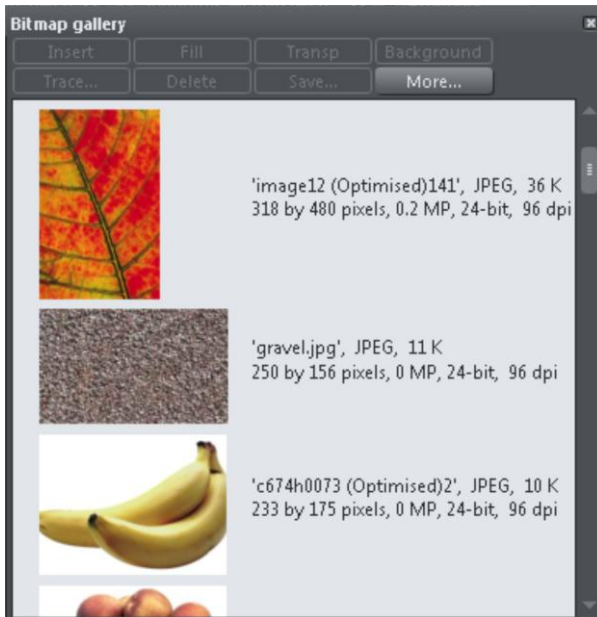 Bitmap gallery
Insert Fill Transp Background
Trace... Delete Save... More...
'image12 (Optimised)141', JPEG, 36 K
318 by 480 pixels, 0.2 MP, 24-bit, 96 dpi
'gravel.jpg', JPEG, 11 K
250 by 156 pixels, 0 MP, 24-bit, 96 dpi
'c674h0073 (Optimised)2', JPEG, 10 K
233 by 175 pixels, 0 MP, 24-bit, 96 dpi